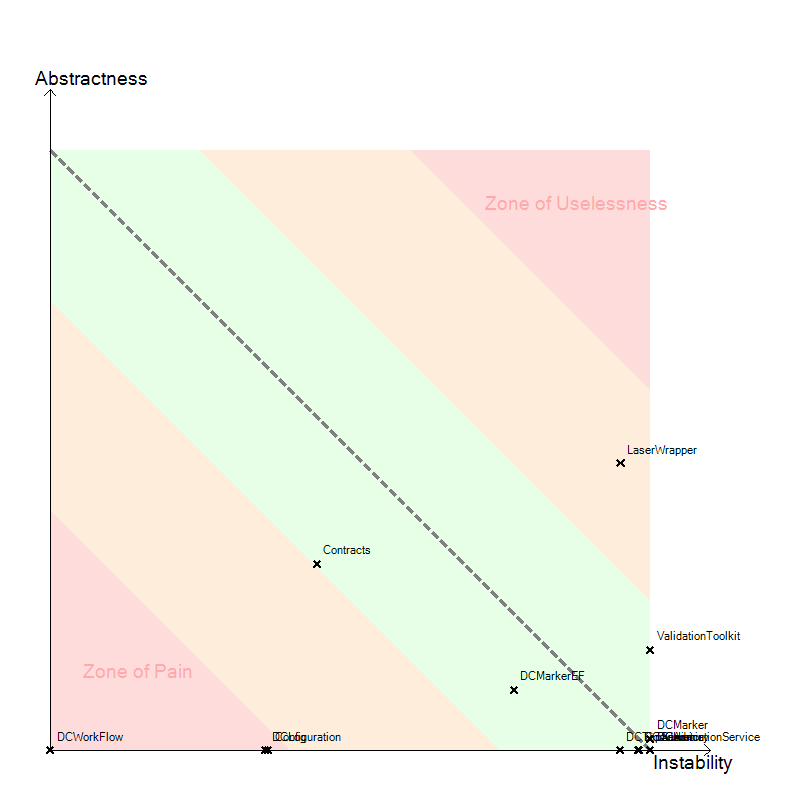 Abstractness
Zone of Uselessness
LaserWrapper
Contracts
ValidationToolkit
Zone of Pain
DCMarkerEF
DCMarker
DCWorkFlow
Instability